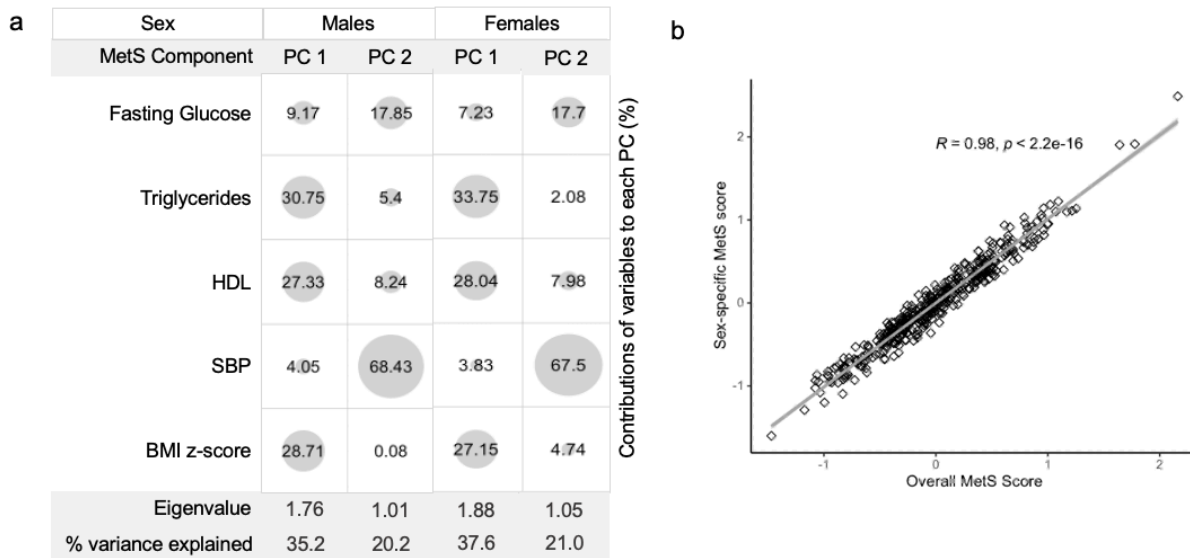 a
Sex Males Females
MetS Component PC 1 PC 2 PC 1 PC 2
Fasting Glucose 9.17 17.85 7.23 17.7
Triglycerides 30.75 5.4 33.75 2.08
HDL 27.33 8.24 28.04 7.98
SBP 4.05 68.43 3.83 67.5
BMI z-score 28.71 0.08 27.15 4.74
Eigenvalue 1.76 1.01 1.88 1.05
% variance explained 35.2 20.2 37.6 21.0
Contributions of variables to each PC (%)
b
R = 0.98, p < 2.2e-16
Sex-specific MetS score
2
1
0
-1
-1 0 1 2
Overall MetS Score